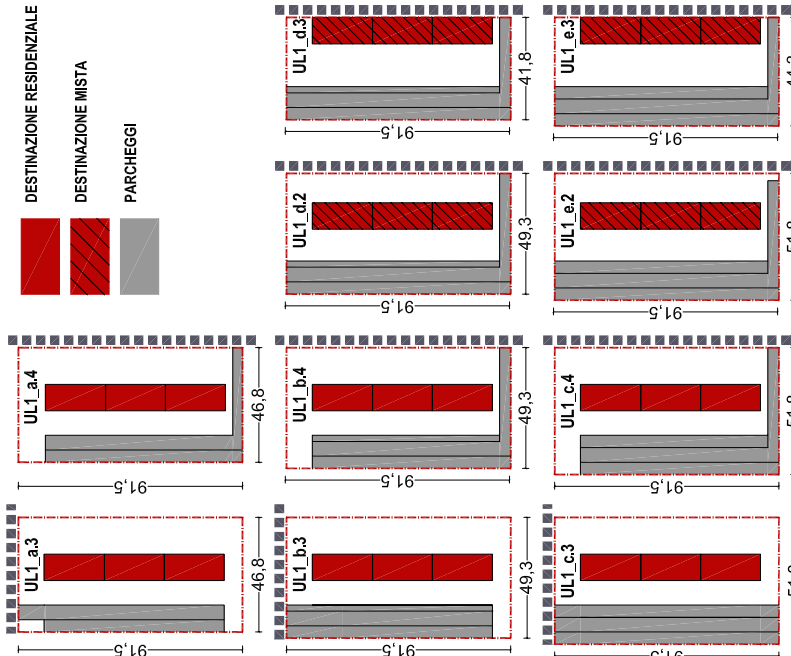 DESTINAZIONE RESIDENZIALE
DESTINAZIONE MISTA
PARCHEGGI
UL1_d.3
41,8
91,5
UL1_e.3
91,5
UL1_d.2
49,3
91,5
UL1_e.2
91,5
UL1_a.4
46,8
91,5
UL1_b.4
49,3
91,5
UL1_c.4
91,5
UL1_a.3
46,8
91,5
UL1_b.3
49,3
91,5
UL1_c.3
91,5